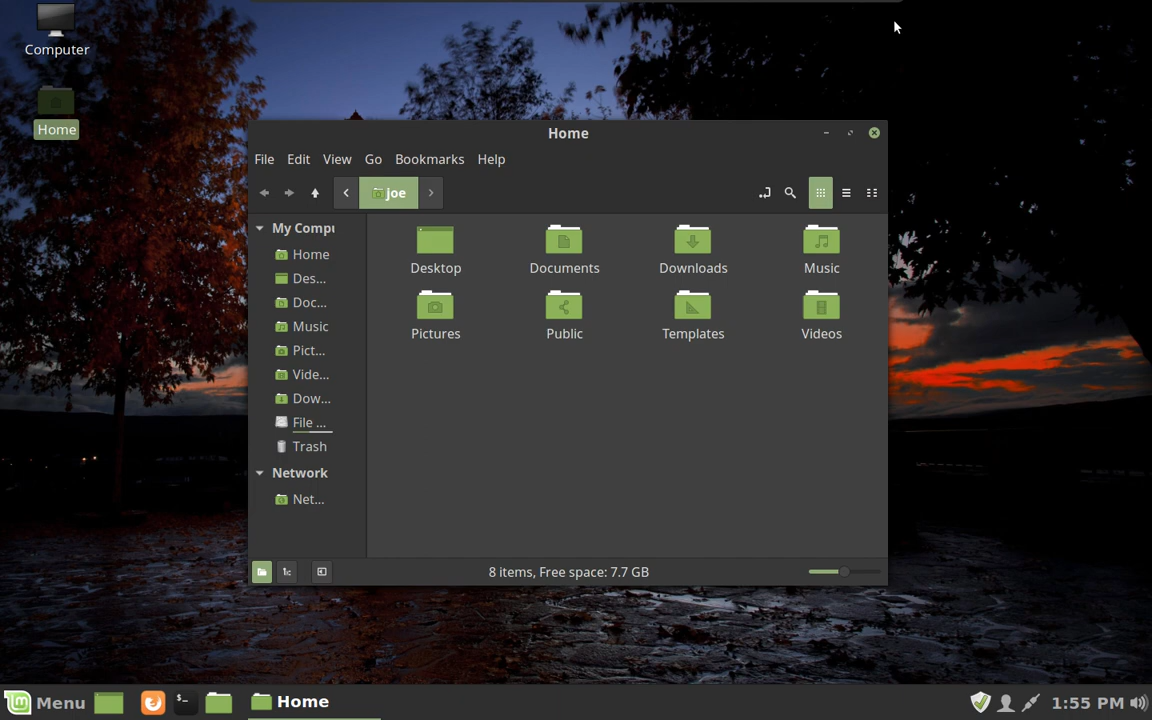 Computer
Home
Home
File Edit View Go Bookmarks Help
joe
My Compu
Home
Des...
Doc...
Music
Pict...
Vide...
Dow...
File ...
Trash
Network
Net...
Desktop Documents Downloads Music
Pictures Public Templates Videos
8 items, Free space: 7.7 GB
Menu Home 1:55 PM